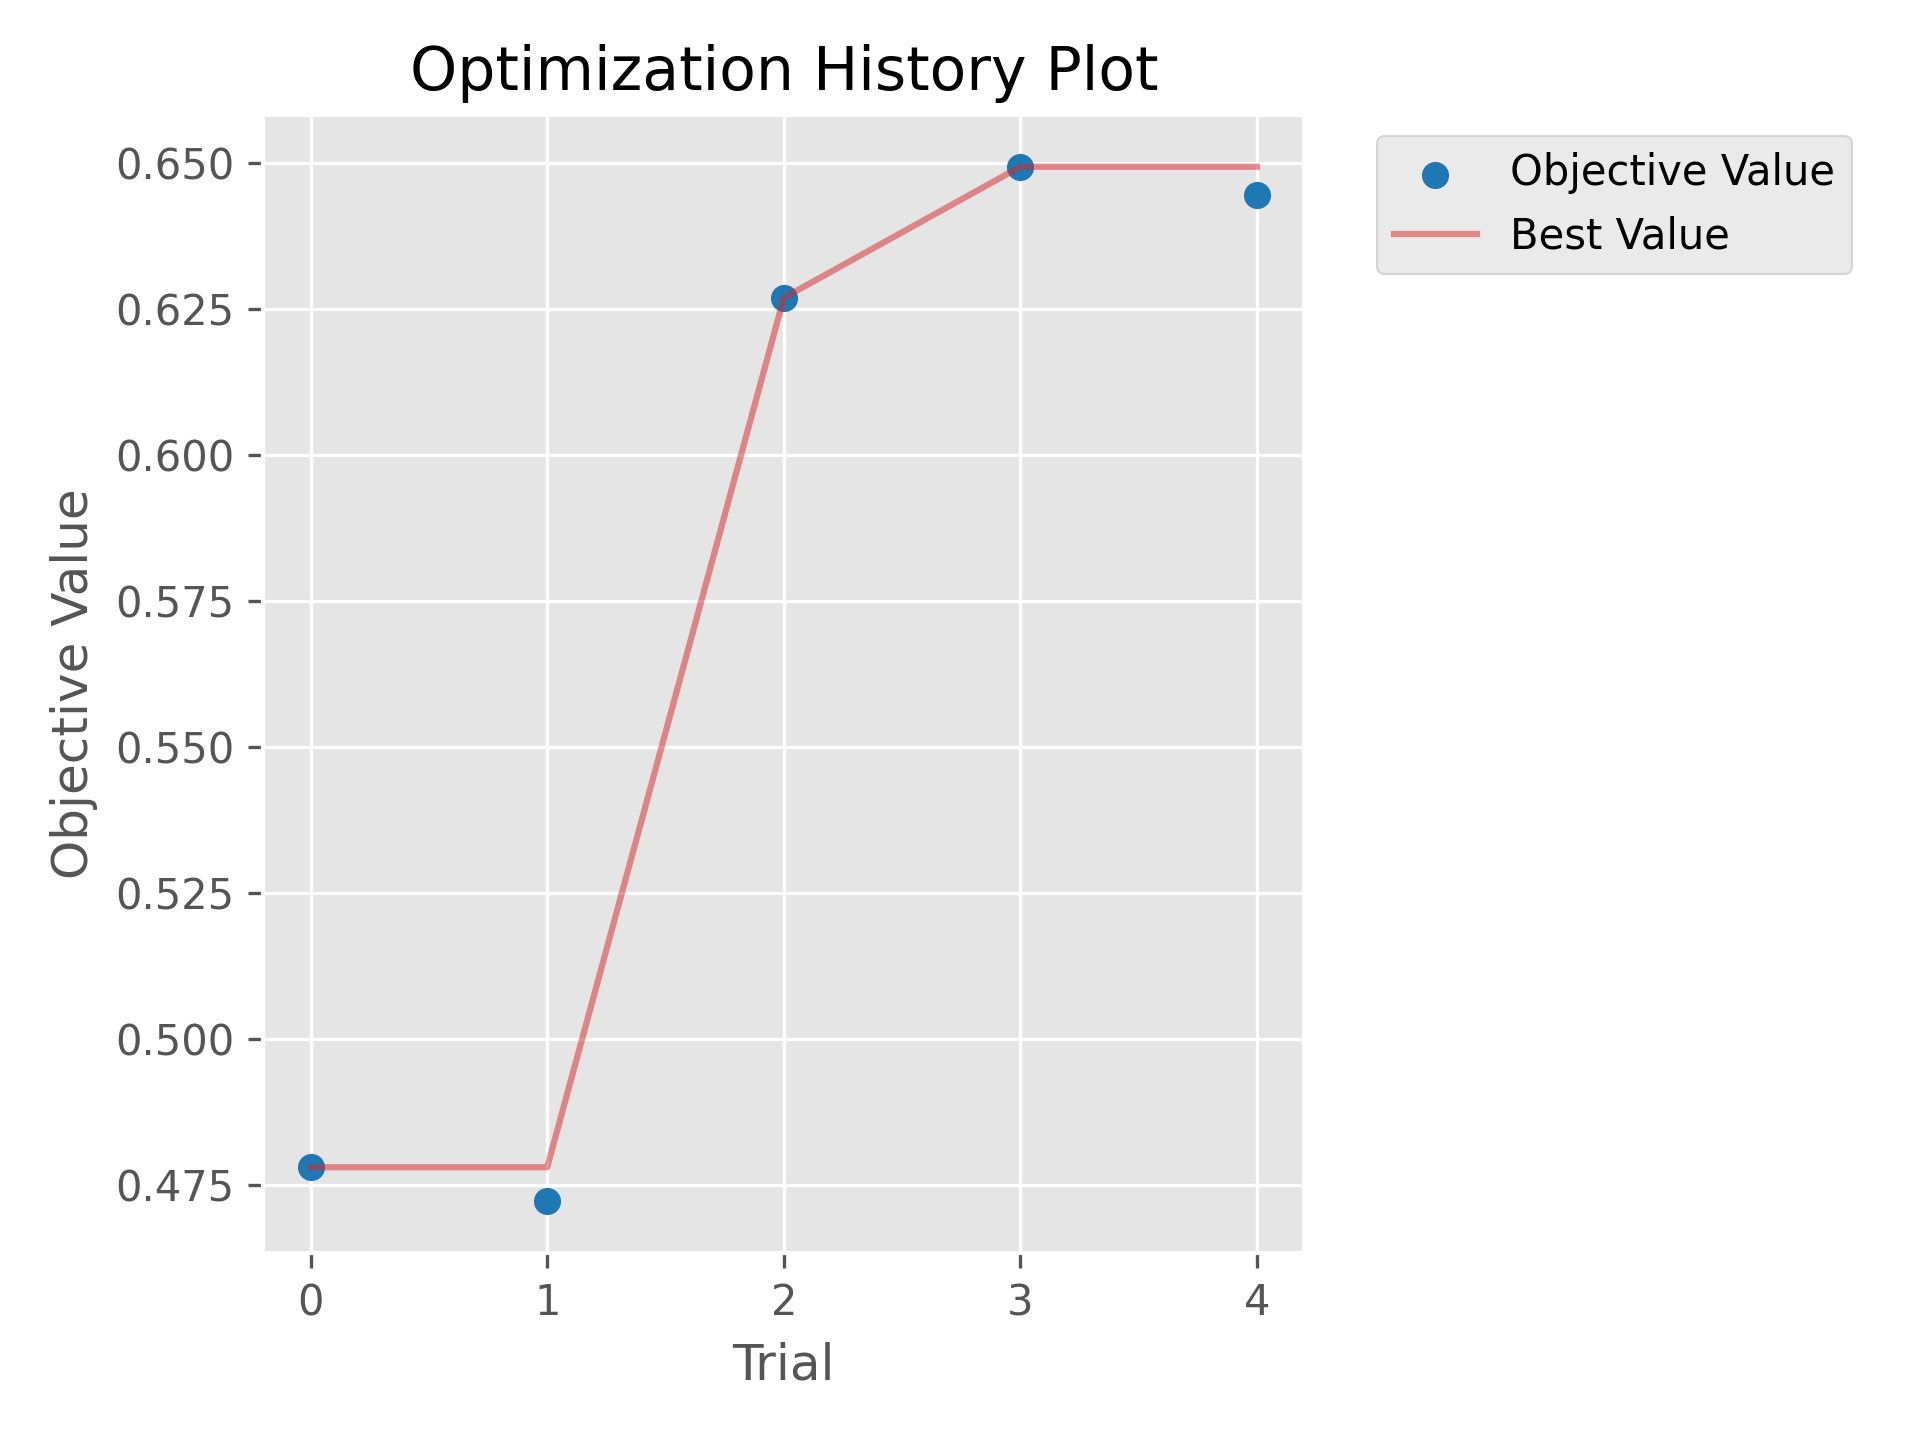 Optimization History Plot
Objective Value
Best Value
0.650
0.625
0.600
0.575
0.550
0.525
0.500
0.475
Objective Value
0 1 2 3 4
Trial